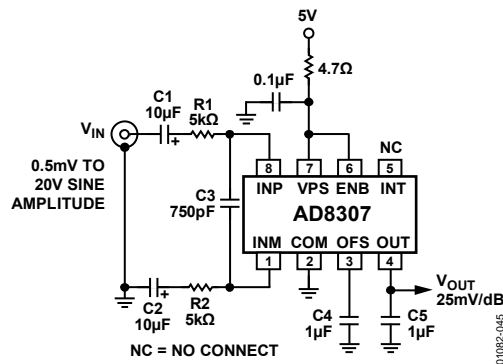 5V
4.7Ω
0.1µF
C1
10µF
R1
5kΩ
VIN
0.5mV TO
20V SINE
AMPLITUDE
C3
750pF
NC
8
7
6
5
INP
VPS
ENB
INT
AD8307
INM
COM
OFS
OUT
1
2
3
4
VOUT
25mV/dB
C2
10µF
R2
5kΩ
C4
1µF
C5
1µF
NC = NO CONNECT
01082-045